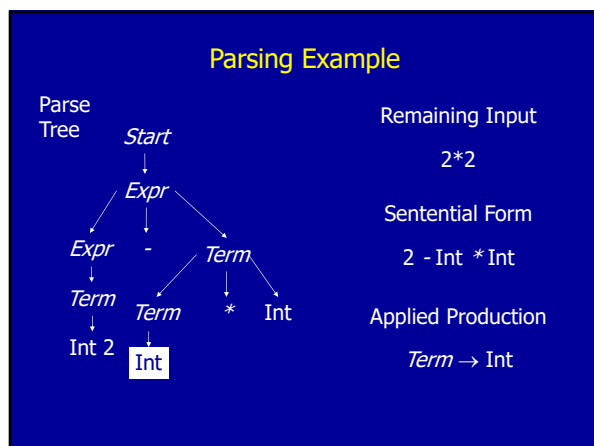 Parsing Example
Parse
Tree
Start
Expr
Expr - Term
Term Term * Int
Int 2 Int
Remaining Input
2*2
Sentential Form
2 - Int * Int
Applied Production
Term → Int